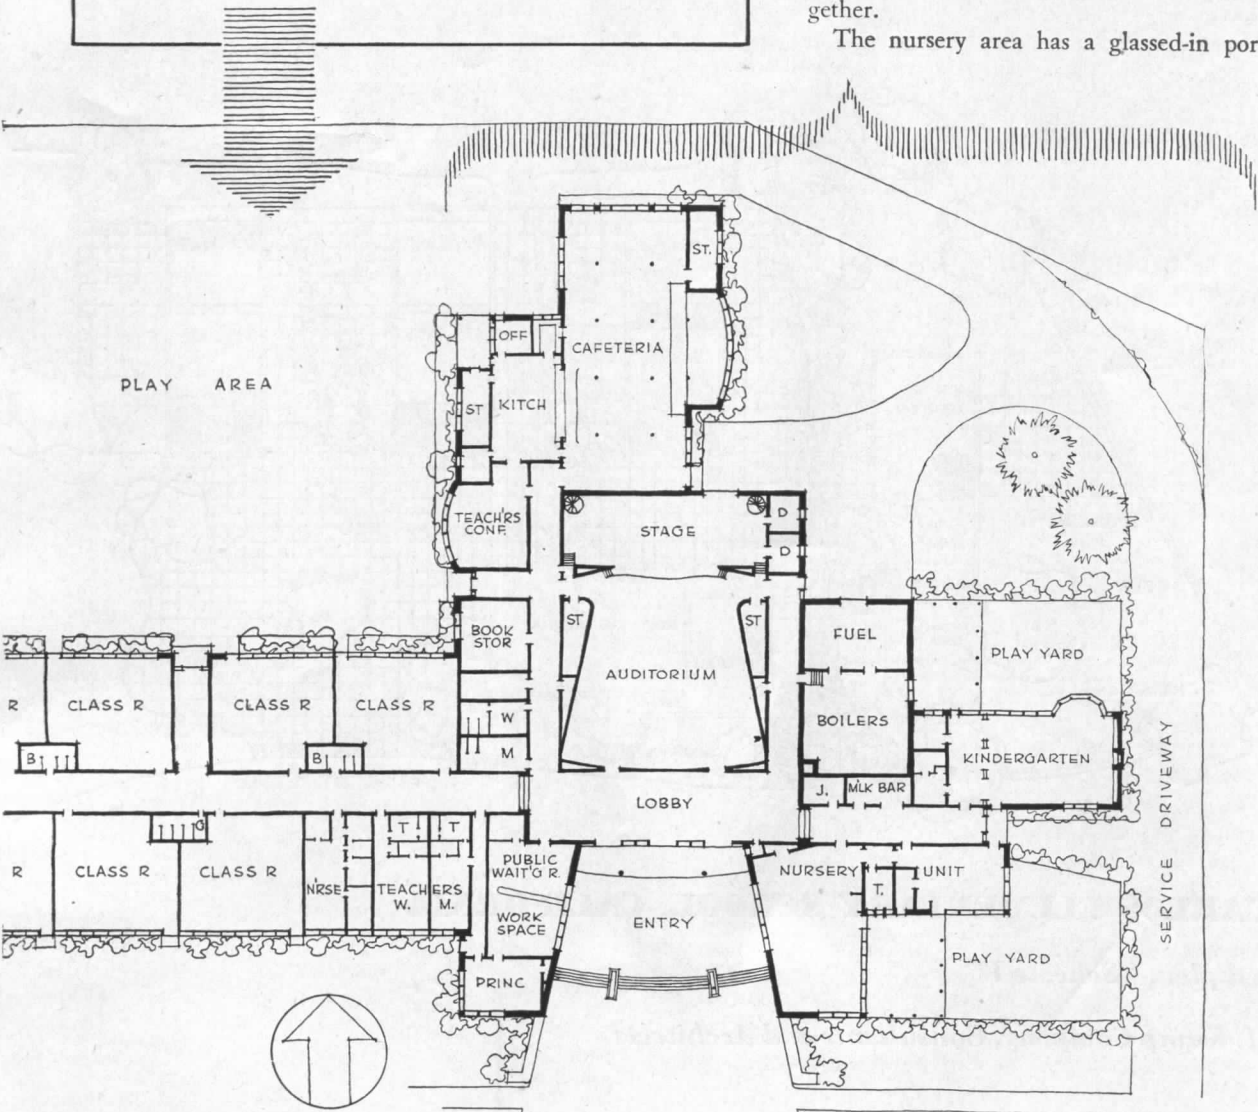 gether.
The nursery area has a glassed-in por
ST.
OFF
CAFETERIA
PLAY AREA
ST
KITCH
TEACH'RS
CONF
STAGE
D
D
BOOK
STOR
ST
ST
FUEL
PLAY YARD
AUDITORIUM
R
CLASS R
CLASS R
CLASS R
W
M
BOILERS
B
B
KINDERGARTEN
J.
MILK BAR
LOBBY
SERVICE DRIVEWAY
G
T
T
R
CLASS R
CLASS R
N'RSE
TEACHERS
W. M.
PUBLIC
WAIT'G R.
WORK
SPACE
ENTRY
NURSERY UNIT
T.
PLAY YARD
PRINC